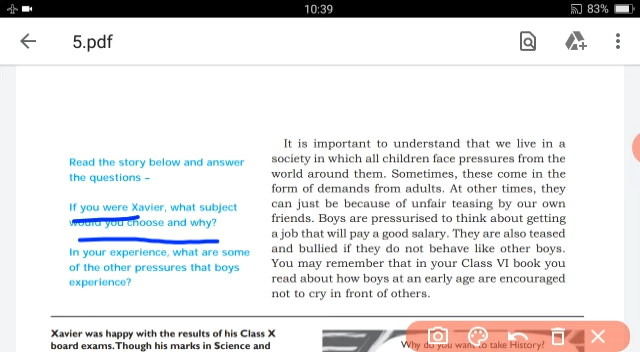 10:39
83%
5.pdf
Read the story below and answer
the questions –
If you were Xavier, what subject
would you choose and why?
In your experience, what are some
of the other pressures that boys
experience?
It is important to understand that we live in a
society in which all children face pressures from the
world around them. Sometimes, these come in the
form of demands from adults. At other times, they
can just be because of unfair teasing by our own
friends. Boys are pressurised to think about getting
a job that will pay a good salary. They are also teased
and bullied if they do not behave like other boys.
You may remember that in your Class VI book you
read about how boys at an early age are encouraged
not to cry in front of others.
Xavier was happy with the results of his Class X
board exams. Though his marks in Science and
Why do you want to take History?